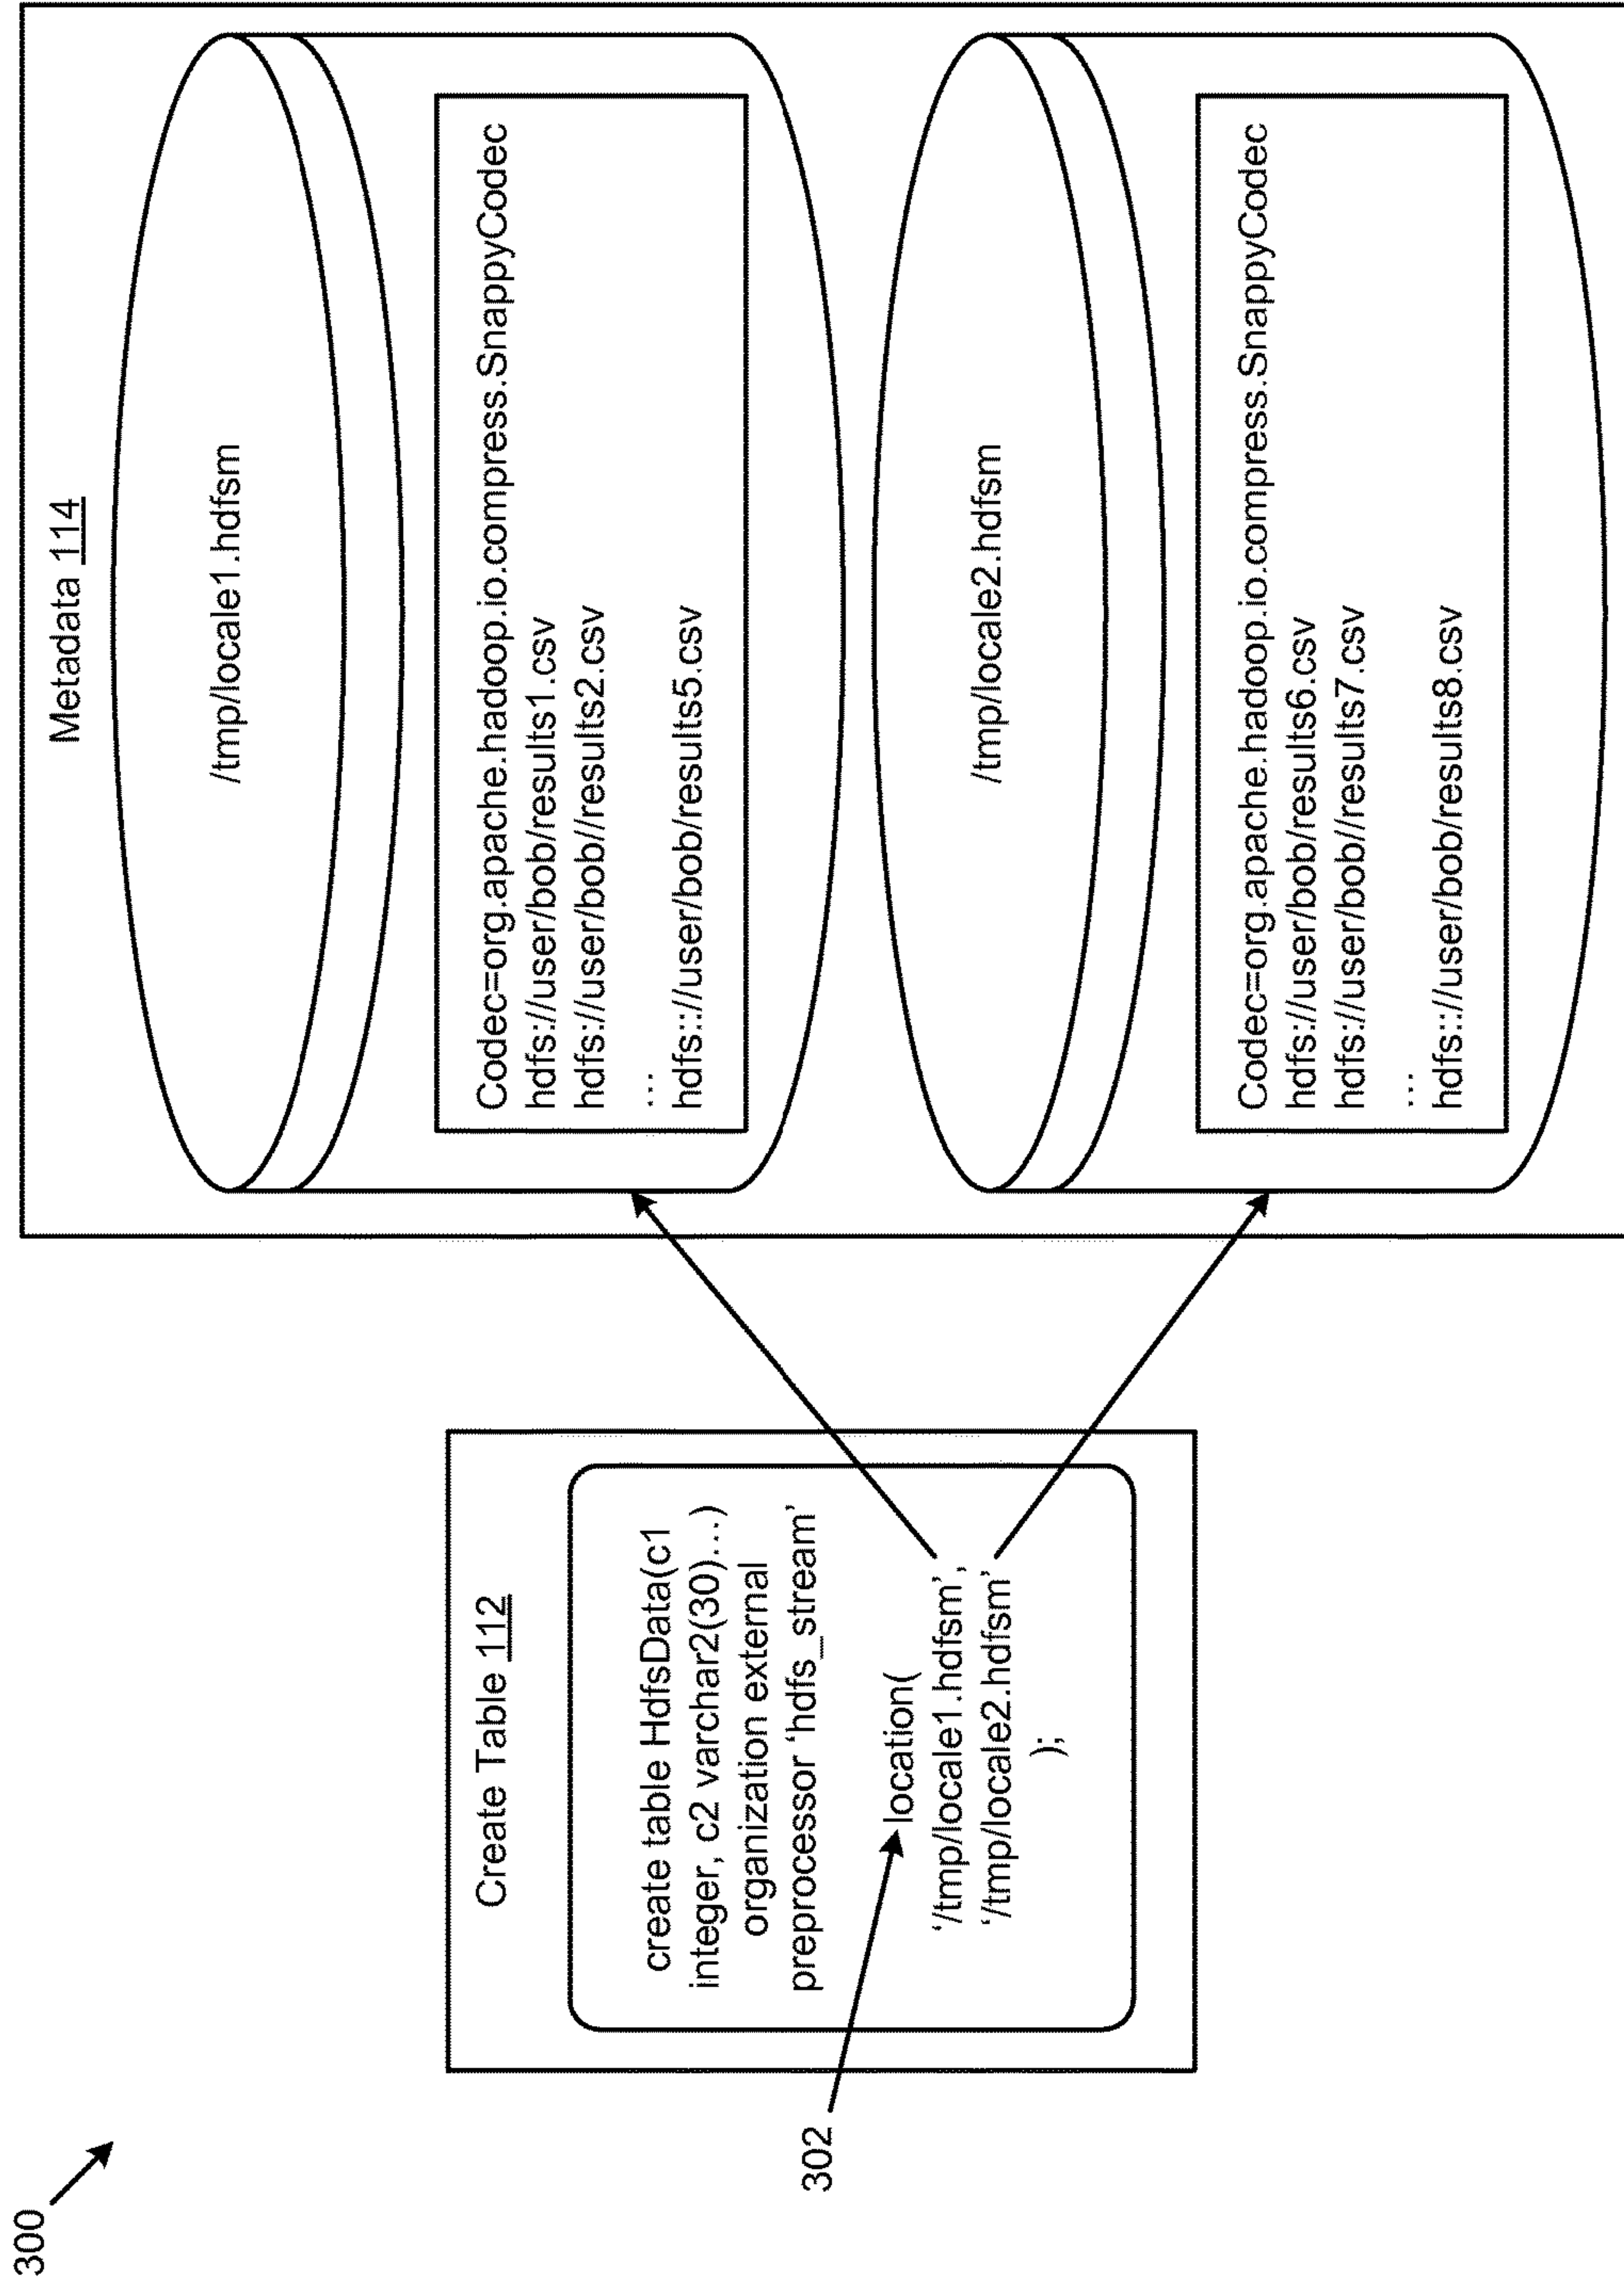 300
Create Table 112
create table HdfsData(c1
integer, c2 varchar2(30)…)
organization external
preprocessor ‘hdfs_stream’
302
location(
‘/tmp/locale1.hdfsm’,
‘/tmp/locale2.hdfsm’
);
Metadata 114
/tmp/locale1.hdfsm
Codec=org.apache.hadoop.io.compress.SnappyCodec
hdfs://user/bob/results1.csv
hdfs://user/bob//results2.csv
…
hdfs:://user/bob/results5.csv
/tmp/locale2.hdfsm
Codec=org.apache.hadoop.io.compress.SnappyCodec
hdfs://user/bob/results6.csv
hdfs://user/bob//results7.csv
…
hdfs:://user/bob/results8.csv